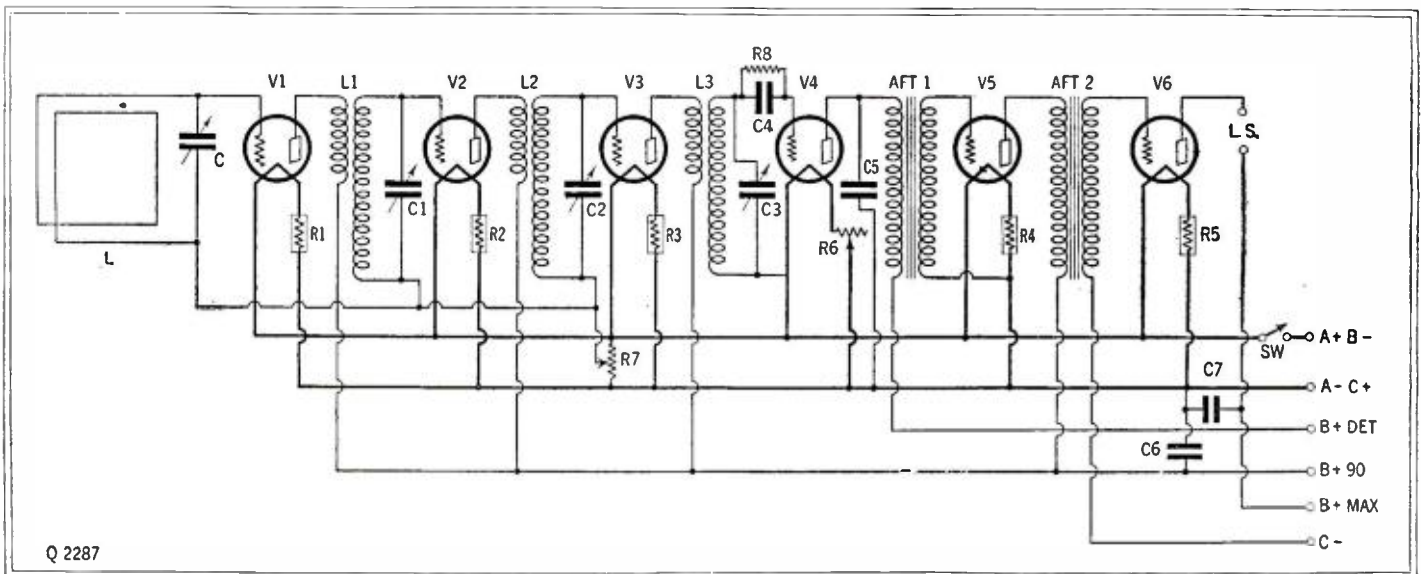 R8
V1 L1 V2 L2 V3 L3 V4 AFT 1 V5 AFT 2 V6
C4
L.S.
C C1 C2 C3 C5
L R1 R2 R3 R6 R4 R5
R7 SW A+ B-
C7 A- C+
B+ DET
C6 B+ 90
B+ MAX
C-
Q 2287